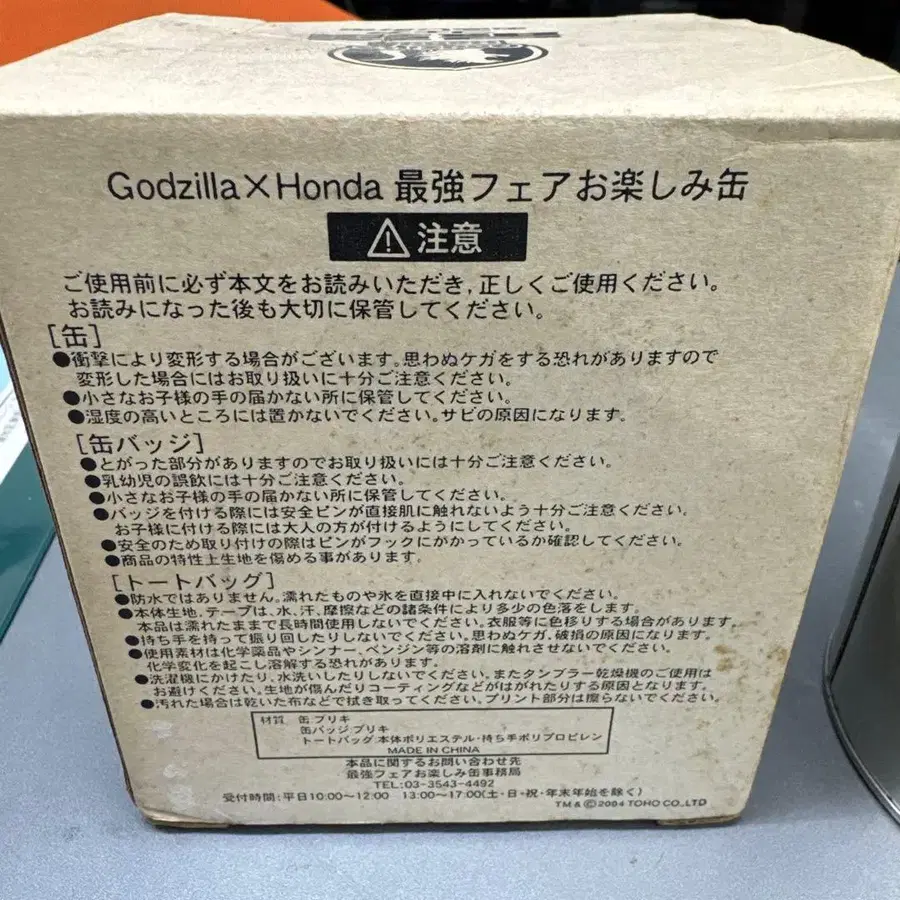 Godzilla×Honda 最強フェアお楽しみ缶
⚠注意
ご使用前に必ず本文をお読みいただき,正しくご使用ください。
お読みになった後も大切に保管してください。
[缶]
●衝撃により変形する場合がございます。思わぬケガをする恐れがありますので
変形した場合にはお取り扱いに十分ご注意ください。
●小さなお子様の手の届かない所に保管してください。
●湿度の高いところには置かないでください。サビの原因になります。
[缶バッジ]
●とがった部分がありますのでお取り扱いには十分ご注意ください。
●乳幼児の誤飲には十分ご注意ください。
●小さなお子様の手の届かない所に保管してください。
●バッジを付ける際には安全ピンが直接肌に触れないよう十分ご注意ください。
お子様に付ける際には大人の方が付けるようにしてください。
●安全のため取り付けの際はピンがフックにかかっているか確認してください。
●商品の特性上生地を傷める事があります。
[トートバッグ]
●防水ではありません。濡れたものや氷を直接中に入れないでください。
●本体生地,テープは、水、汗、摩擦などの諸条件により多少の色落をします。
本品は濡れたままで長時間使用しないでください。衣服等に色移りする場合があります。
●持ち手を持って振り回したりしないでください。思わぬケガ、破損の原因になります。
●使用素材は化学薬品やシンナー、ベンジン等の溶剤に触れさせないでください。
化学変化を起こし溶解する恐れがあります。
●洗濯機にかけたり、水洗いしたりしないでください。またタンブラー乾燥機のご使用は
お避けください。生地が傷んだりコーティングなどがはがれたりする原因となります。
●汚れた場合は乾いた布などで拭き取ってください。プリント部分は擦らないでください。
材質 缶:ブリキ
缶バッジ:ブリキ
トートバッグ:本体ポリエステル・持ち手ポリプロピレン
MADE IN CHINA
本品に関するお問い合わせ先
最強フェアお楽しみ缶事務局
TEL:03-3543-4492
受付時間:平日10:00〜12:00 13:00〜17:00(土・日・祝・年末年始を除く)
TM&©2004 TOHO CO.,LTD